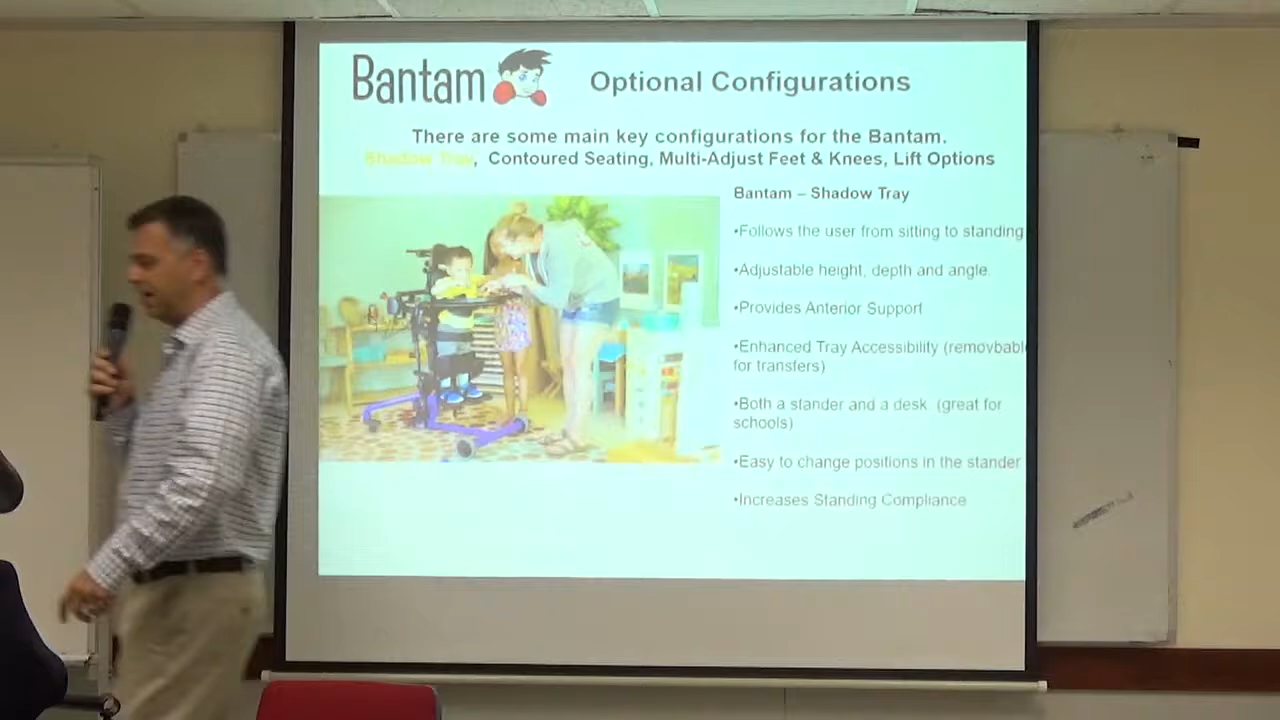 Bantam
Optional Configurations
There are some main key configurations for the Bantam.
Shadow Tray, Contoured Seating, Multi-Adjust Feet & Knees, Lift Options
Bantam – Shadow Tray
•Follows the user from sitting to standing
•Adjustable height, depth and angle.
•Provides Anterior Support
•Enhanced Tray Accessibility (removbable
for transfers)
•Both a stander and a desk (great for
schools)
•Easy to change positions in the stander
•Increases Standing Compliance